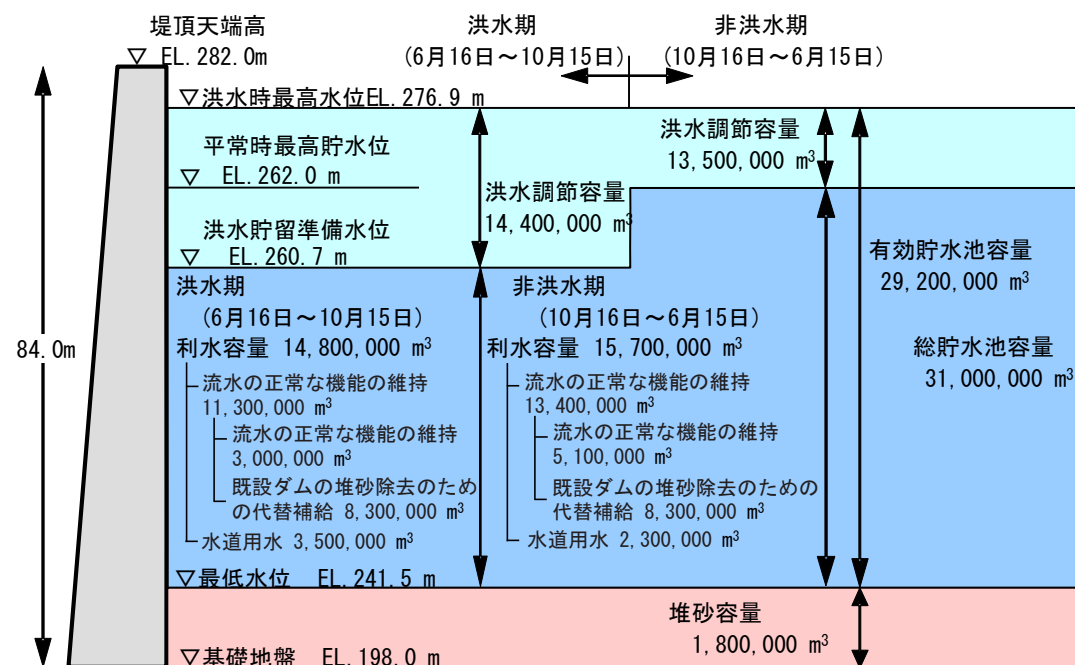 堤頂天端高
▽ EL.282.0m
洪水期
(6月16日～10月15日)
非洪水期
(10月16日～6月15日)
▽洪水時最高水位EL.276.9 m
平常時最高貯水位
▽ EL.262.0 m
洪水調節容量
13,500,000 m³
洪水調節容量
14,400,000 m³
洪水貯留準備水位
▽ EL.260.7 m
有効貯水池容量
29,200,000 m³
総貯水池容量
31,000,000 m³
84.0m
洪水期
(6月16日～10月15日)
利水容量 14,800,000 m³
流水の正常な機能の維持
11,300,000 m³
流水の正常な機能の維持
3,000,000 m³
既設ダムの堆砂除去のため
の代替補給 8,300,000 m³
水道用水 3,500,000 m³
非洪水期
(10月16日～6月15日)
利水容量 15,700,000 m³
流水の正常な機能の維持
13,400,000 m³
流水の正常な機能の維持
5,100,000 m³
既設ダムの堆砂除去のための
代替補給 8,300,000 m³
水道用水 2,300,000 m³
▽最低水位 EL.241.5 m
堆砂容量
1,800,000 m³
▽基礎地盤 EL.198.0 m